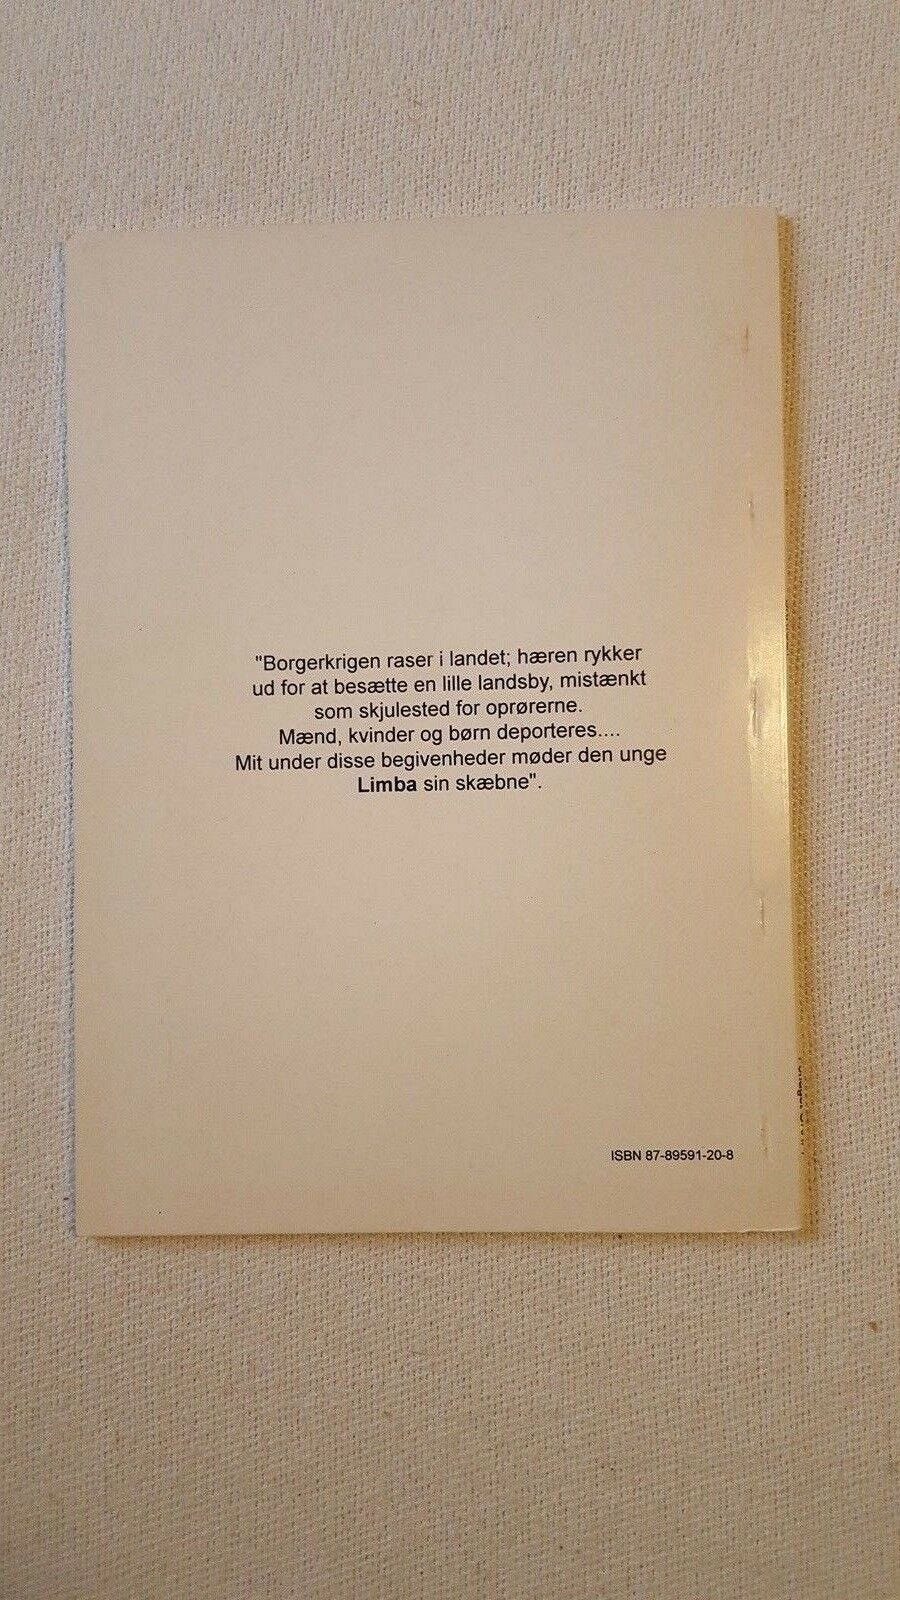 "Borgerkrigen raser i landet; hæren rykker
ud for at besætte en lille landsby, mistænkt
som skjulested for oprørerne.
Mænd, kvinder og børn deporteres....
Mit under disse begivenheder møder den unge
Limba sin skæbne".
ISBN 87-89591-20-8